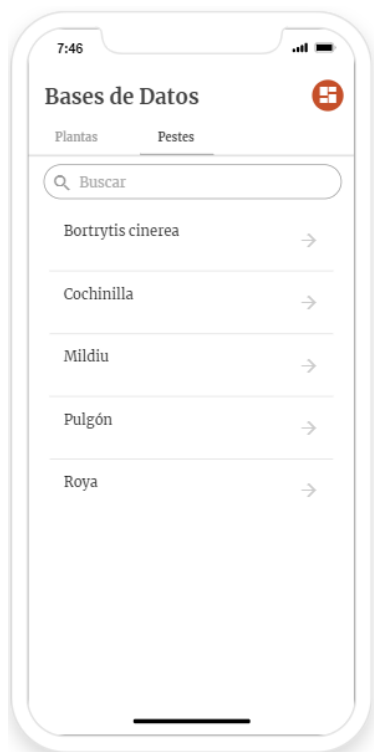 7:46
Bases de Datos
Plantas Pestes
Buscar
Bortrytis cinerea
Cochinilla
Mildiu
Pulgón
Roya